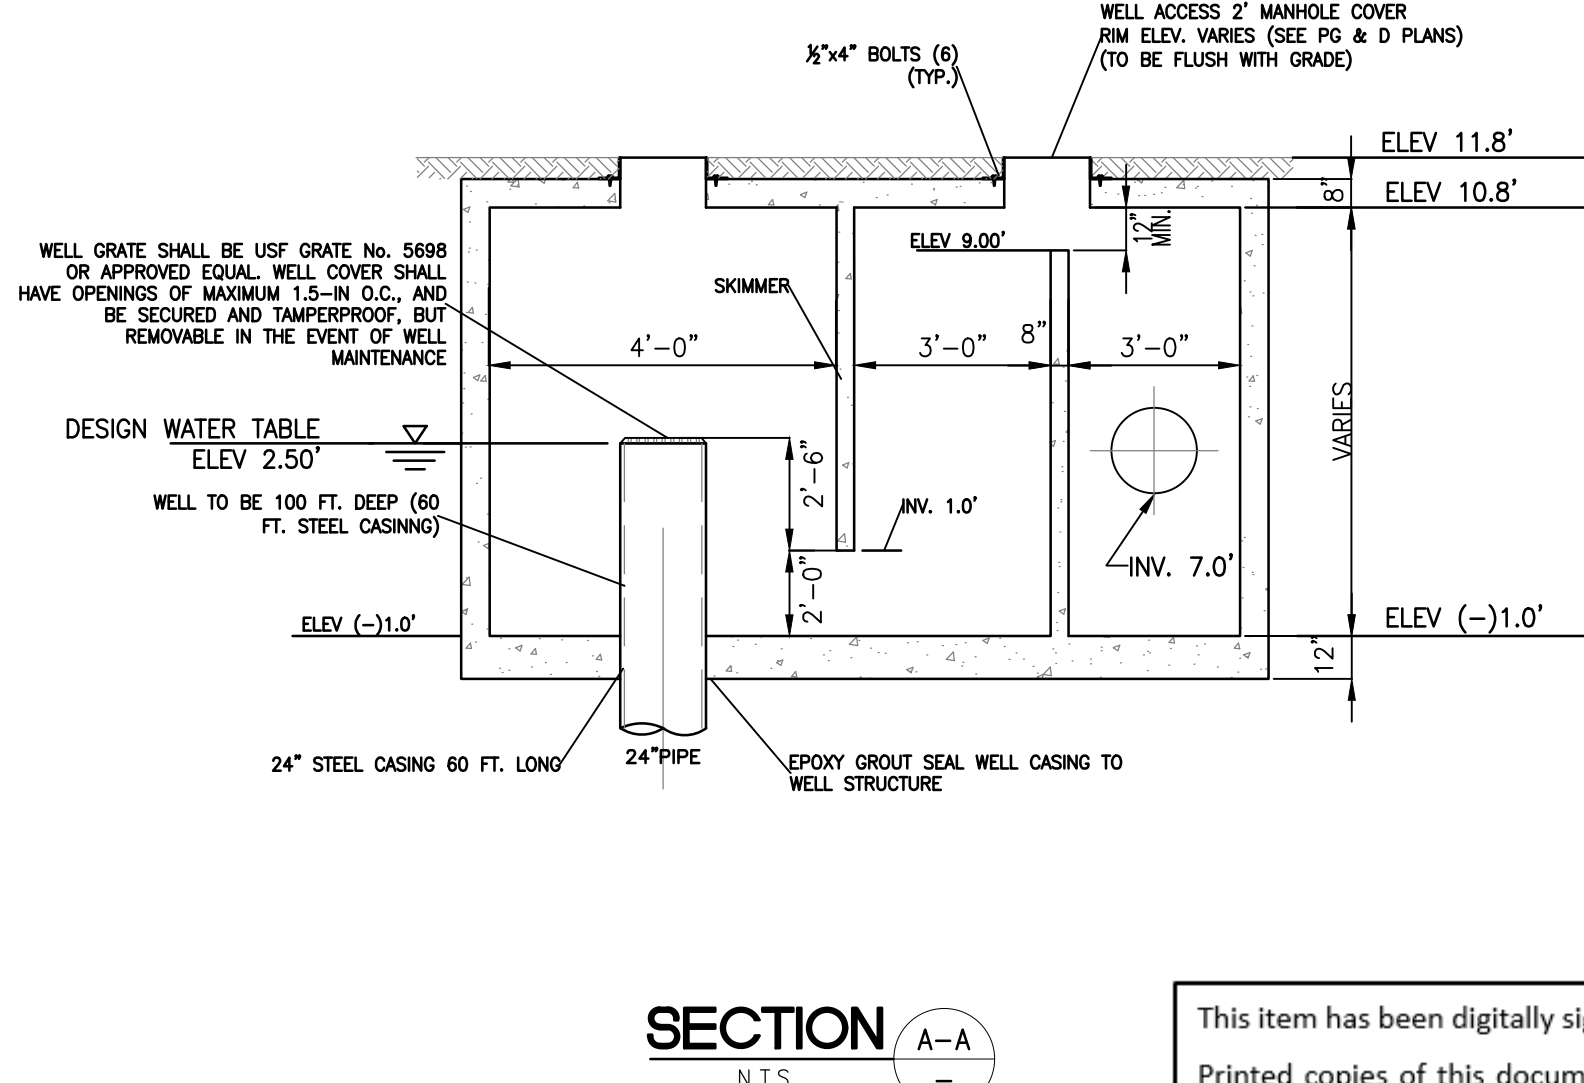 WELL ACCESS 2' MANHOLE COVER
RIM ELEV. VARIES (SEE PG & D PLANS)
(TO BE FLUSH WITH GRADE)
½"x4" BOLTS (6)
(TYP.)
ELEV 11.8'
8"
ELEV 10.8'
12"
MIN.
ELEV 9.00'
WELL GRATE SHALL BE USF GRATE No. 5698
OR APPROVED EQUAL. WELL COVER SHALL
HAVE OPENINGS OF MAXIMUM 1.5-IN O.C., AND
BE SECURED AND TAMPERPROOF, BUT
REMOVABLE IN THE EVENT OF WELL
MAINTENANCE
SKIMMER
4'-0"
3'-0"
8"
3'-0"
VARIES
DESIGN WATER TABLE
ELEV 2.50'
2'-6"
WELL TO BE 100 FT. DEEP (60
FT. STEEL CASINNG)
INV. 1.0'
INV. 7.0'
2'-0"
ELEV (-)1.0'
ELEV (-)1.0'
12"
24" STEEL CASING 60 FT. LONG
24"PIPE
EPOXY GROUT SEAL WELL CASING TO
WELL STRUCTURE
SECTION
A-A
N.T.S.
-
This item has been digitally si
Printed copies of this docum